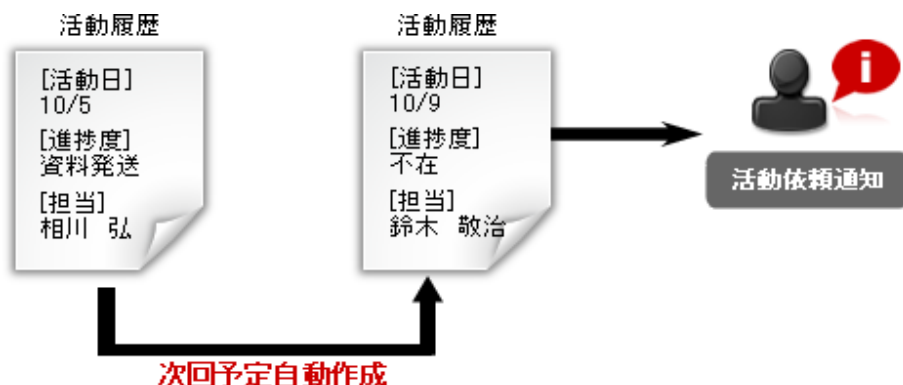 活動履歴
[活動日]
10/5
[進捗度]
資料発送
[担当]
相川 弘
活動履歴
[活動日]
10/9
[進捗度]
不在
[担当]
鈴木 敬治
i
活動依頼通知
次回予定自動作成